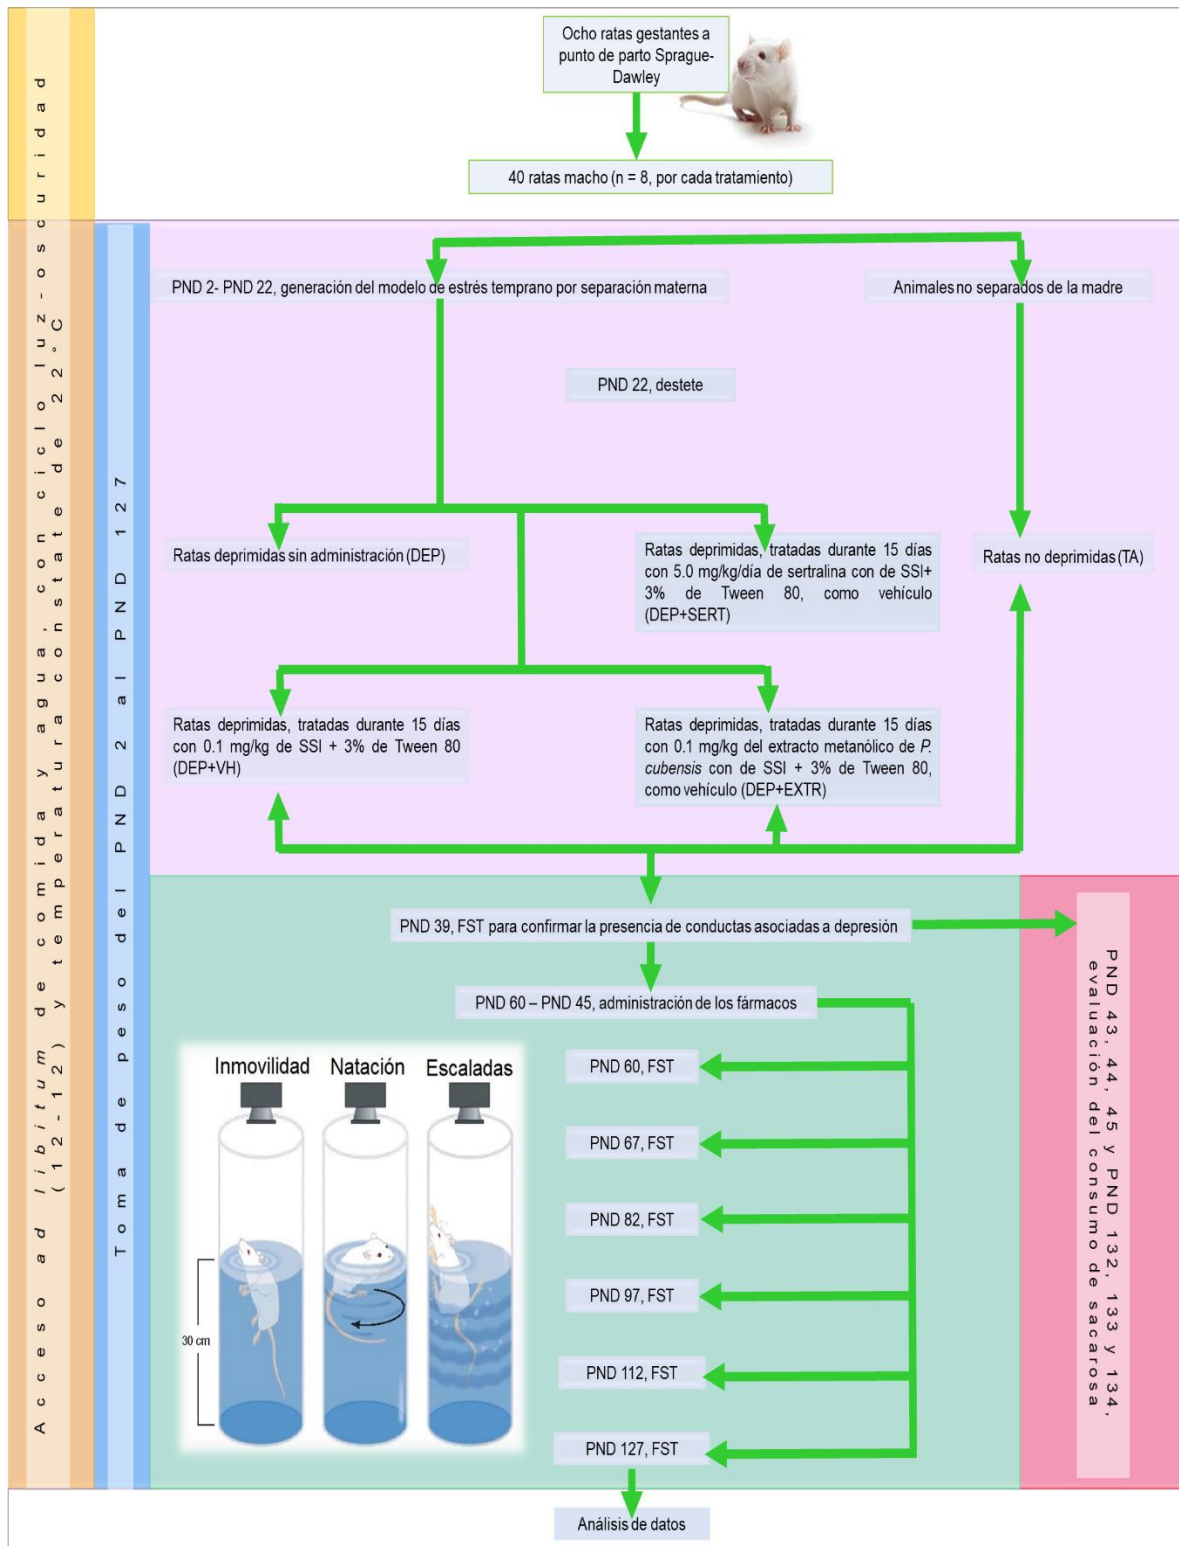 Ocho ratas gestantes a
punto de parto Sprague-
Dawley
40 ratas macho (n = 8, por cada tratamiento)
Acceso ad libitum de comida y agua, con ciclo luz-oscuridad
(12-12) y temperatura constate de 22°C
Toma de peso del PND 2 al PND 127
PND 2- PND 22, generación del modelo de estrés temprano por separación materna
Animales no separados de la madre
PND 22, destete
Ratas deprimidas sin administración (DEP)
Ratas deprimidas, tratadas durante 15 días
con 5.0 mg/kg/día de sertralina con de SSI+
3% de Tween 80, como vehículo
(DEP+SERT)
Ratas no deprimidas (TA)
Ratas deprimidas, tratadas durante 15 días
con 0.1 mg/kg de SSI + 3% de Tween 80
(DEP+VH)
Ratas deprimidas, tratadas durante 15 días
con 0.1 mg/kg del extracto metanólico de P.
cubensis con de SSI + 3% de Tween 80,
como vehículo (DEP+EXTR)
PND 39, FST para confirmar la presencia de conductas asociadas a depresión
PND 43, 44, 45 y PND 132, 133 y 134,
evaluación del consumo de sacarosa
PND 60 – PND 45, administración de los fármacos
Inmovilidad Natación Escaladas
30 cm
PND 60, FST
PND 67, FST
PND 82, FST
PND 97, FST
PND 112, FST
PND 127, FST
Análisis de datos